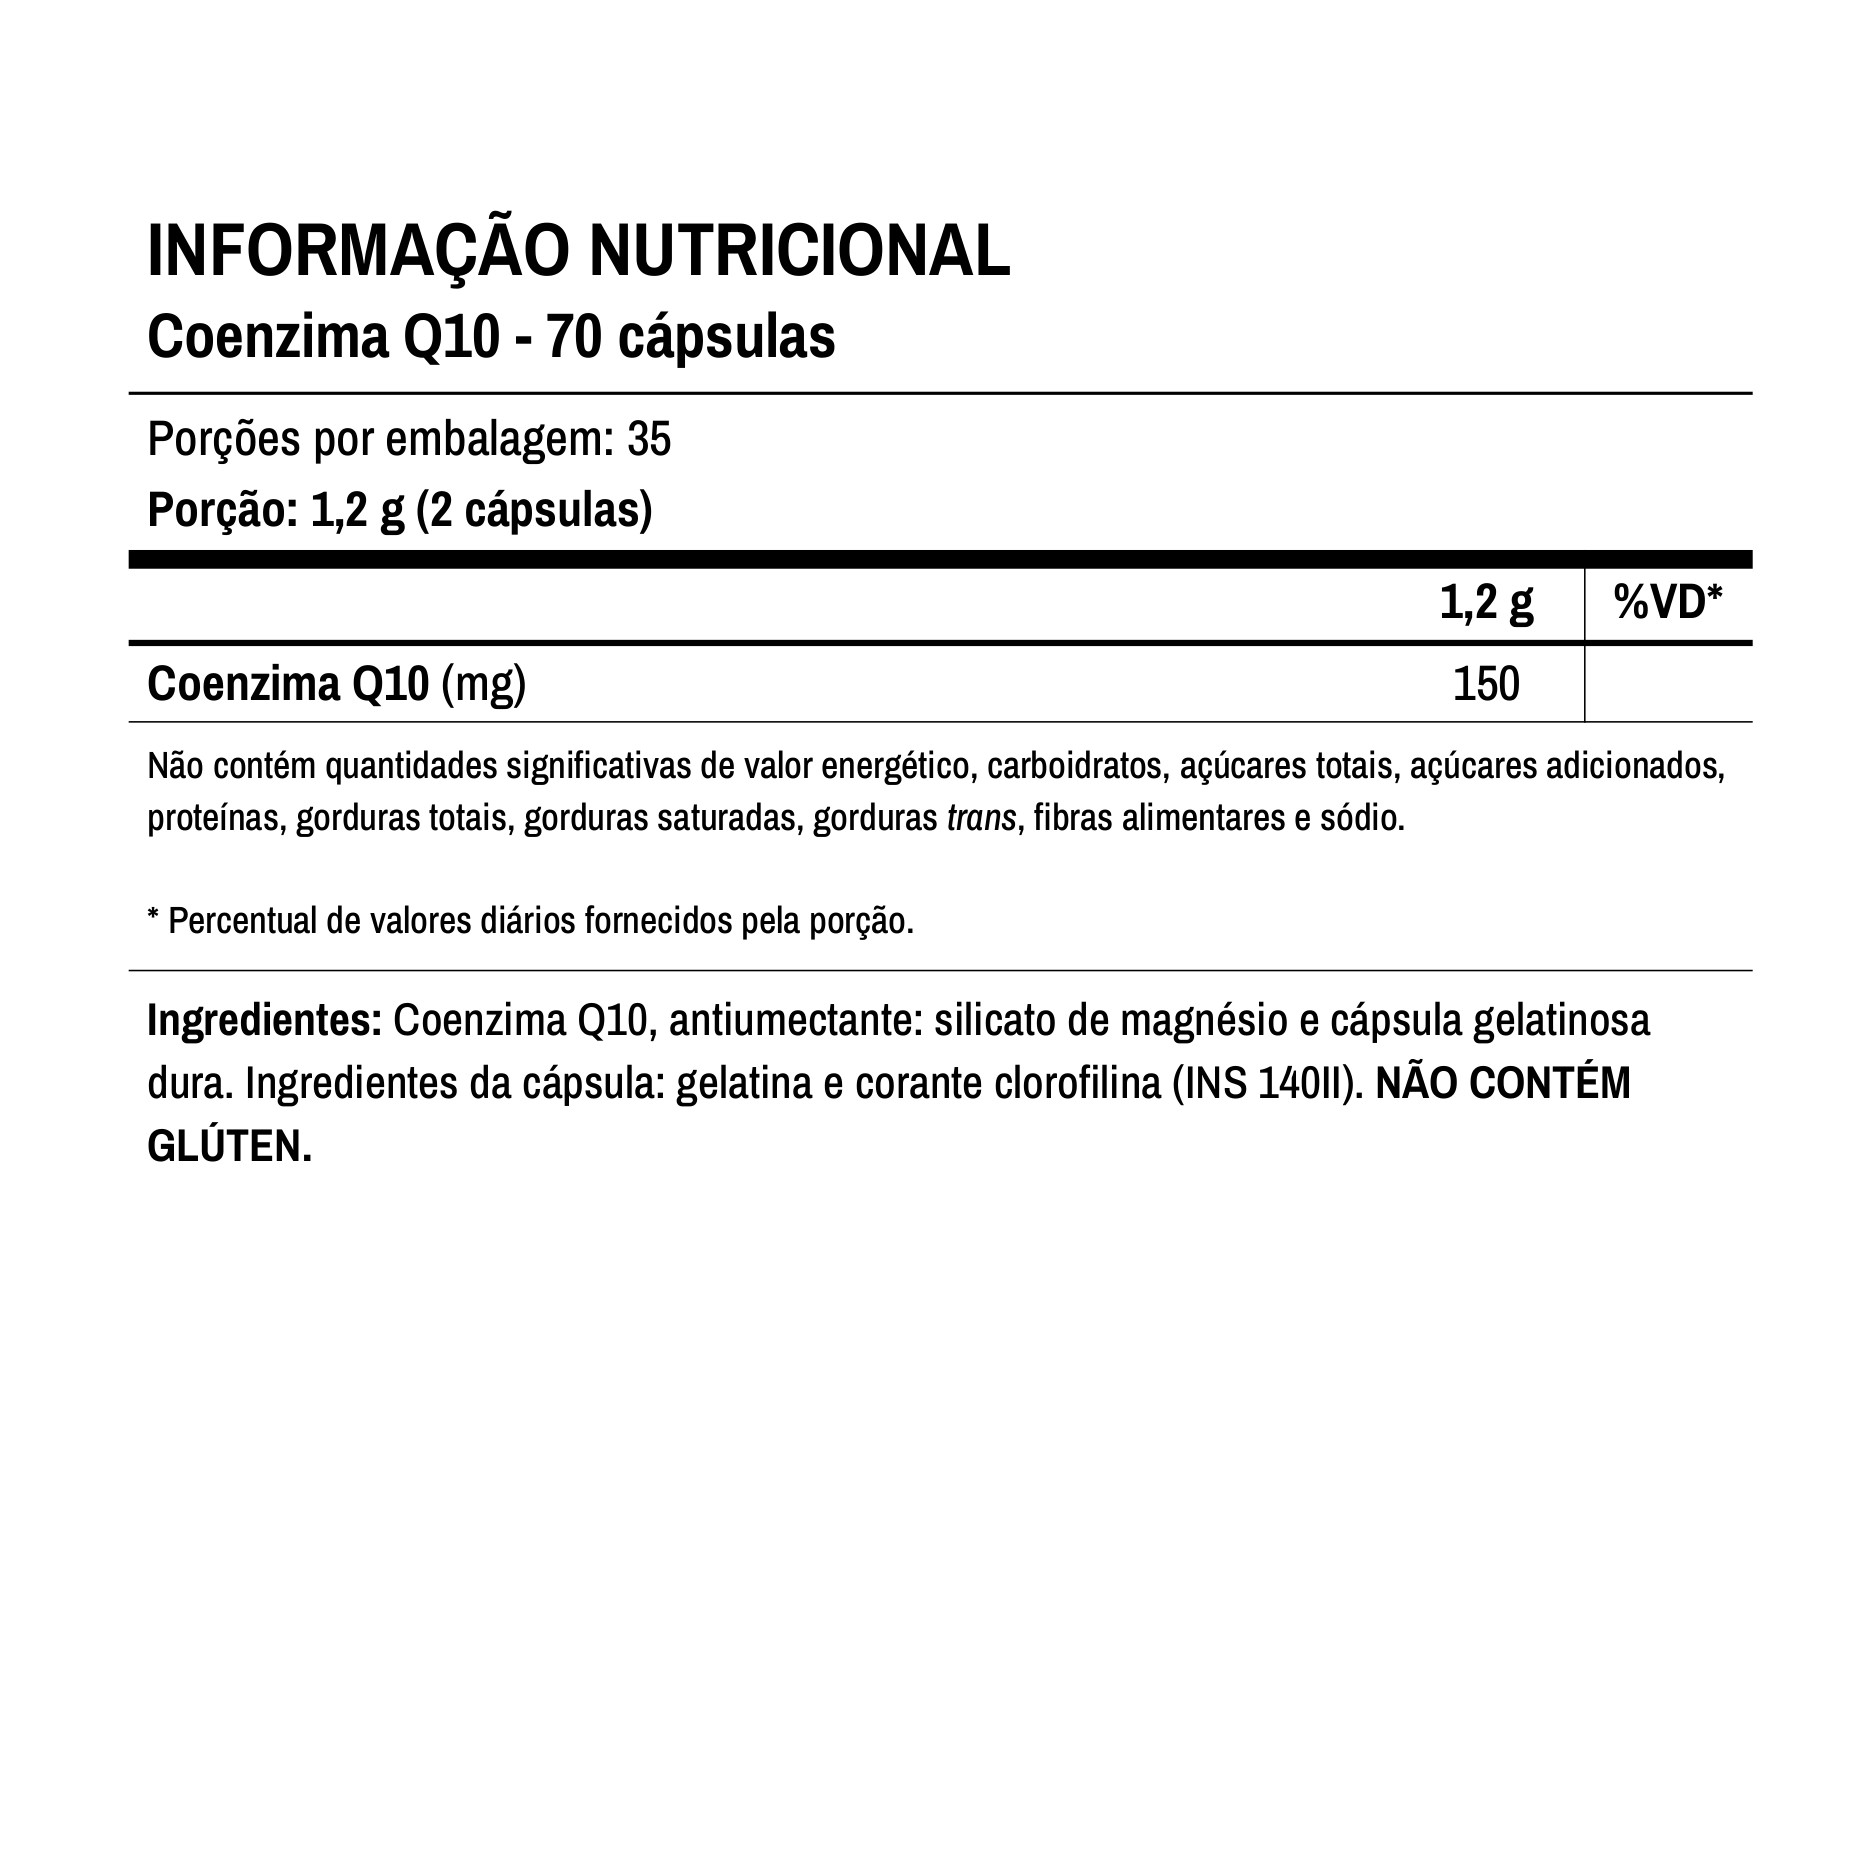 INFORMAÇÃO NUTRICIONAL
Coenzima Q10 - 70 cápsulas
Porções por embalagem: 35
Porção: 1,2 g (2 cápsulas)
1,2 g %VD*
Coenzima Q10 (mg) 150
Não contém quantidades significativas de valor energético, carboidratos, açúcares totais, açúcares adicionados,
proteínas, gorduras totais, gorduras saturadas, gorduras trans, fibras alimentares e sódio.
* Percentual de valores diários fornecidos pela porção.
Ingredientes: Coenzima Q10, antiumectante: silicato de magnésio e cápsula gelatinosa
dura. Ingredientes da cápsula: gelatina e corante clorofilina (INS 140II). NÃO CONTÉM
GLÚTEN.